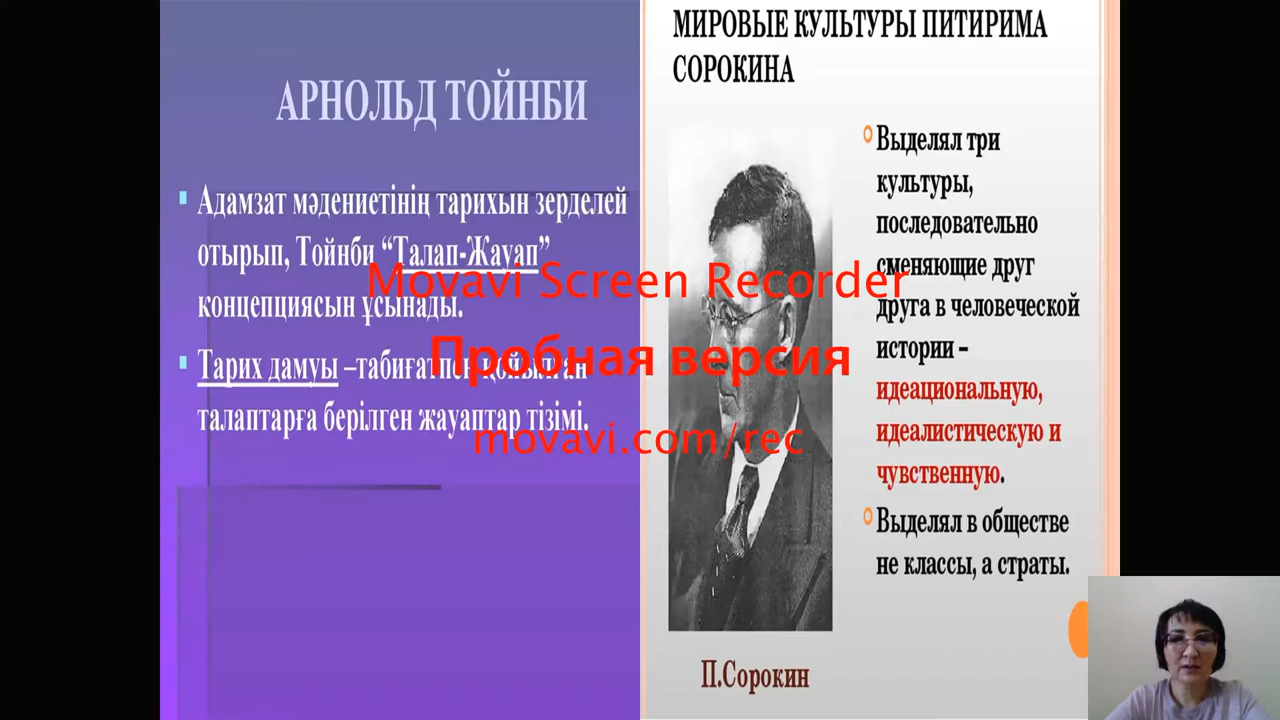 АРНОЛЬД ТОЙНБИ
Адамзат мәдениетінің тарихын зерделей
отырып, Тойнби “Талап-Жауап”
концепциясын ұсынады.
Тарих дамуы –табиғатпен қойылған
талаптарға берілген жауаптар тізімі.
МИРОВЫЕ КУЛЬТУРЫ ПИТИРИМА
СОРОКИНА
Выделял три
культуры,
последовательно
сменяющие друг
друга в человеческой
истории –
идеациональную,
идеалистическую и
чувственную.
Выделял в обществе
не классы, а страты.
П.Сорокин
Movavi Screen Recorder
Пробная версия
movavi.com/rec